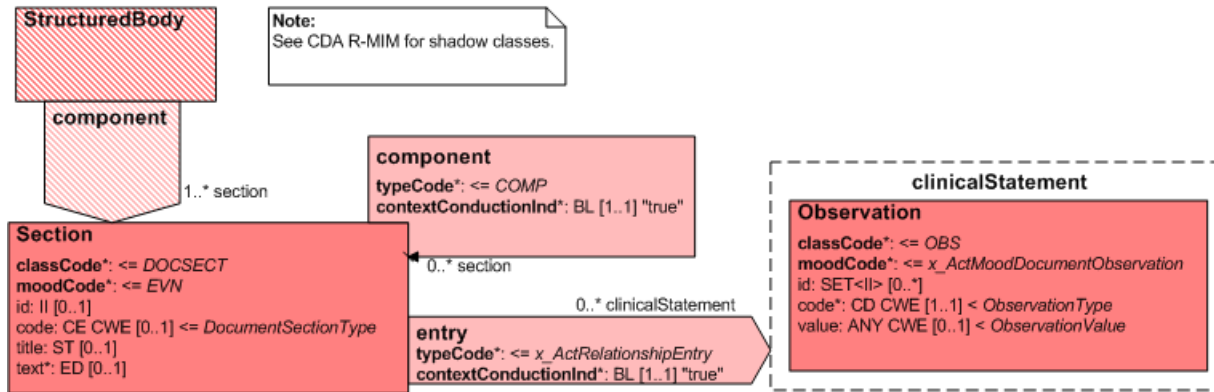 StructuredBody
Note:
See CDA R-MIM for shadow classes.
component
1..* section
component
typeCode*: <= COMP
contextConductionInd*: BL [1..1] "true"
0..* section
Section
classCode*: <= DOCSECT
moodCode*: <= EVN
id: II [0..1]
code: CE CWE [0..1] <= DocumentSectionType
title: ST [0..1]
text*: ED [0..1]
0..* clinicalStatement
entry
typeCode*: <= x_ActRelationshipEntry
contextConductionInd*: BL [1..1] "true"
clinicalStatement
Observation
classCode*: <= OBS
moodCode*: <= x_ActMoodDocumentObservation
id: SET<II> [0..*]
code*: CD CWE [1..1] < ObservationType
value: ANY CWE [0..1] < ObservationValue